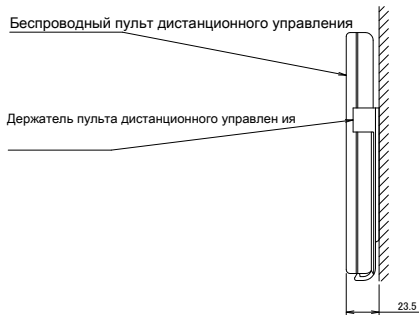 Беспроводный пульт дистанционного управления
Держатель пульта дистанционного управлен ия
23.5